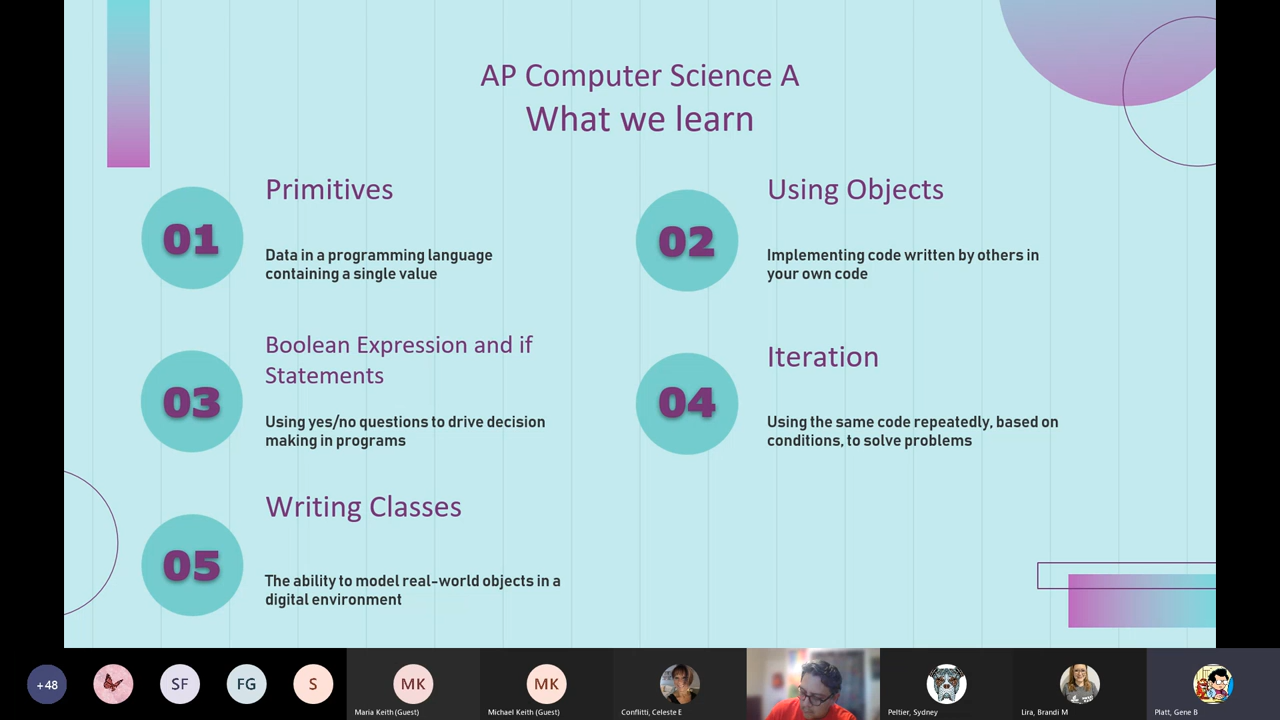 AP Computer Science A
What we learn
01
Primitives
Data in a programming language
containing a single value
02
Using Objects
Implementing code written by others in
your own code
03
Boolean Expression and if
Statements
Using yes/no questions to drive decision
making in programs
04
Iteration
Using the same code repeatedly, based on
conditions, to solve problems
05
Writing Classes
The ability to model real-world objects in a
digital environment
+48
SF
FG
S
MK
Maria Keith (Guest)
MK
Michael Keith (Guest)
Conflitti, Celeste E
Peltier, Sydney
Lira, Brandi M
Platt, Gene B